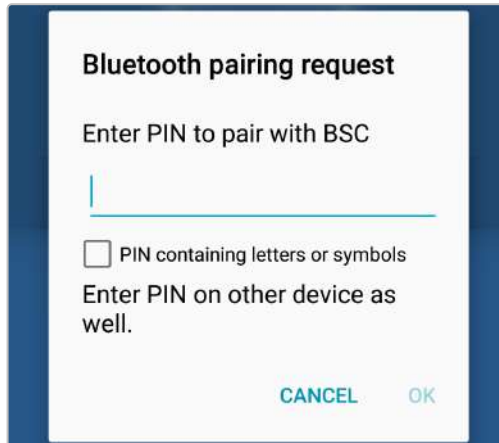 Bluetooth pairing request
Enter PIN to pair with BSC
PIN containing letters or symbols
Enter PIN on other device as
well.
CANCEL OK